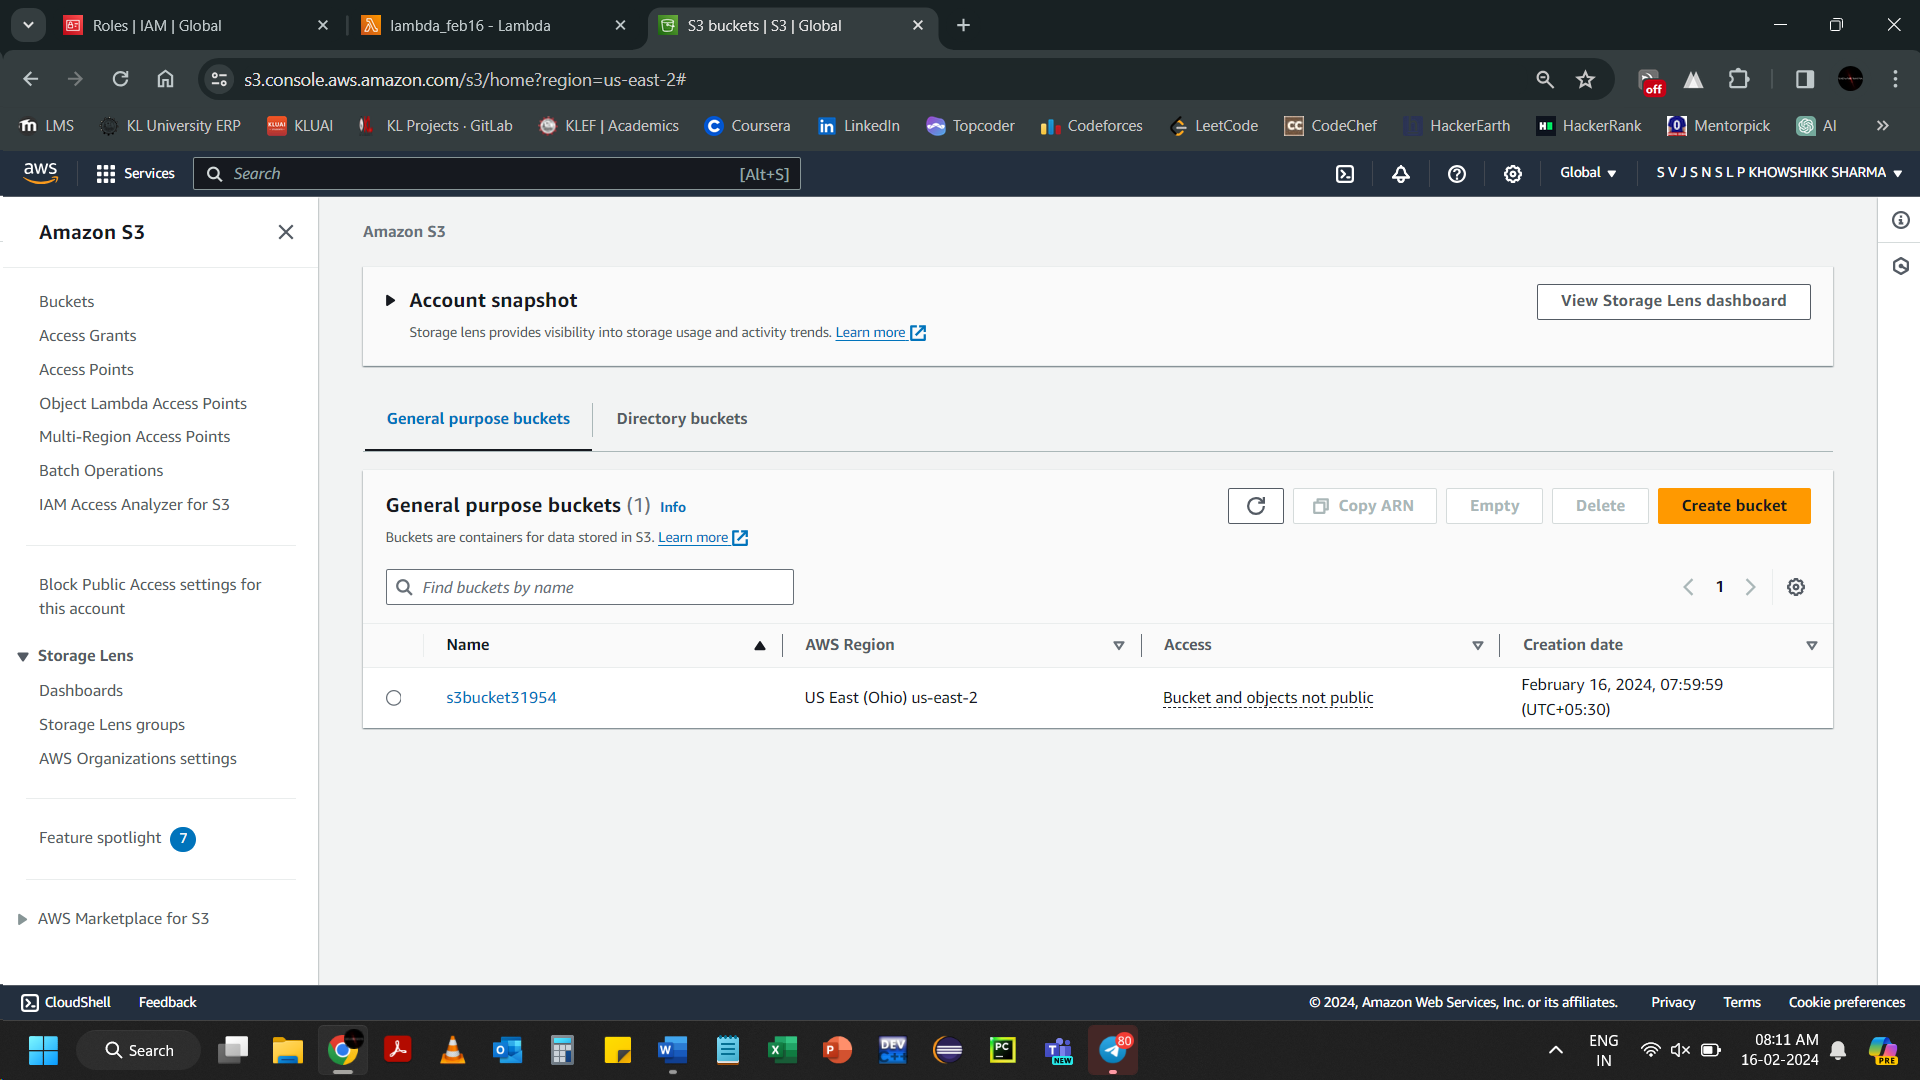 Roles | IAM | Global
lambda_feb16 - Lambda
S3 buckets | S3 | Global
s3.console.aws.amazon.com/s3/home?region=us-east-2#
off
LMS
KL University ERP
KLUAI
KLUAI
KL Projects · GitLab
KLEF | Academics
Coursera
LinkedIn
Topcoder
Codeforces
LeetCode
CC
CodeChef
HackerEarth
HackerRank
Mentorpick
AI
aws
Services
Search
[Alt+S]
Global
S V J S N S L P KHOWSHIKK SHARMA
Amazon S3
Buckets
Access Grants
Access Points
Object Lambda Access Points
Multi-Region Access Points
Batch Operations
IAM Access Analyzer for S3
Block Public Access settings for
this account
Storage Lens
Dashboards
Storage Lens groups
AWS Organizations settings
Feature spotlight 7
AWS Marketplace for S3
Amazon S3
Account snapshot
View Storage Lens dashboard
Storage lens provides visibility into storage usage and activity trends. Learn more
General purpose buckets
Directory buckets
General purpose buckets (1) Info
Copy ARN
Empty
Delete
Create bucket
Buckets are containers for data stored in S3. Learn more
Find buckets by name
1
Name
AWS Region
Access
Creation date
s3bucket31954
US East (Ohio) us-east-2
Bucket and objects not public
February 16, 2024, 07:59:59
(UTC+05:30)
CloudShell
Feedback
© 2024, Amazon Web Services, Inc. or its affiliates.
Privacy
Terms
Cookie preferences
Search
DEV
PC
NEW
80
ENG
IN
08:11 AM
16-02-2024
PRE